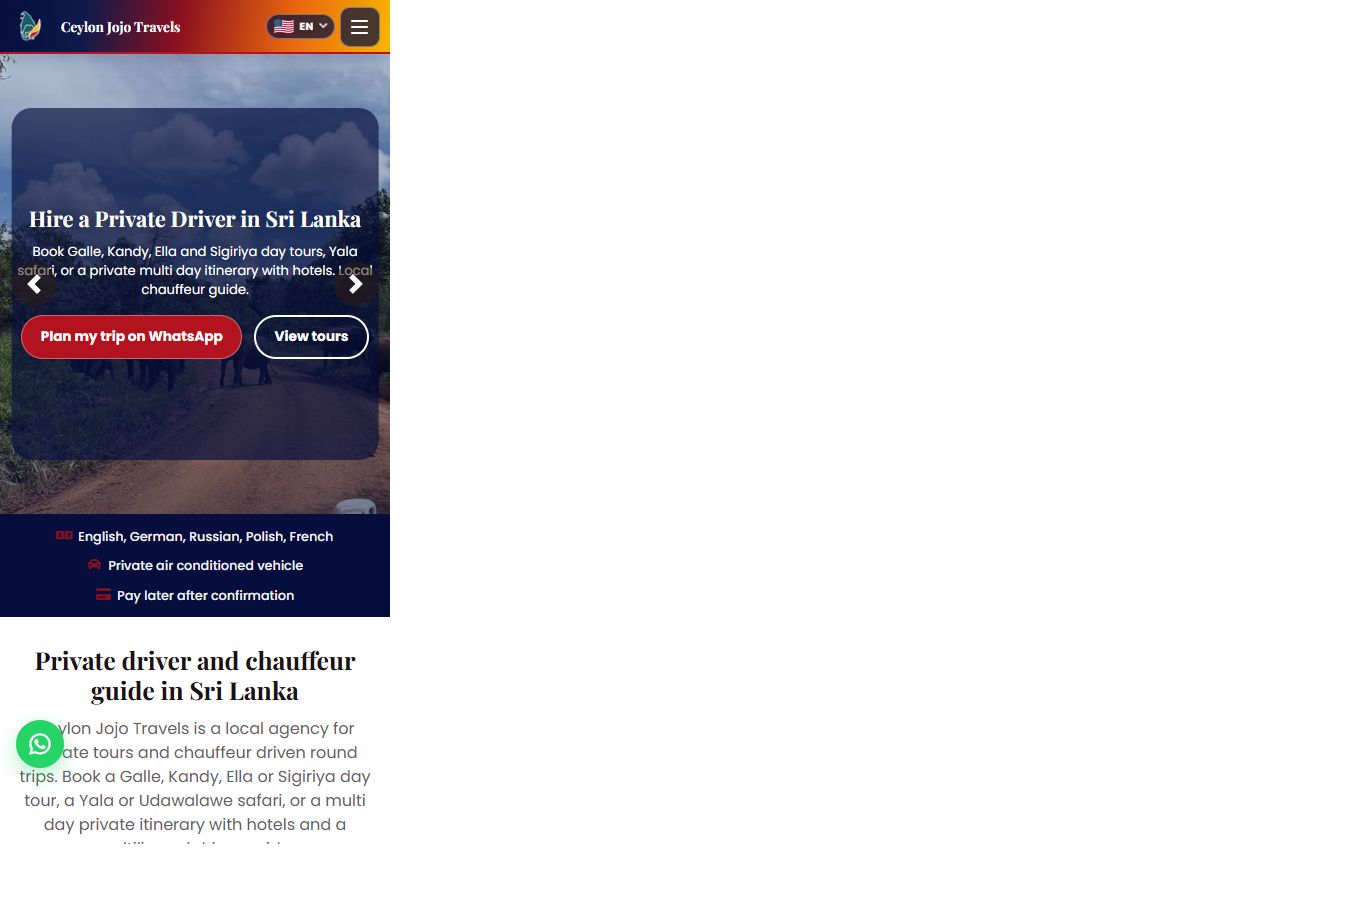 Ceylon Jojo Travels
EN
Hire a Private Driver in Sri Lanka
Book Galle, Kandy, Ella and Sigiriya day tours, Yala
safari, or a private multi day itinerary with hotels. Local
chauffeur guide.
Plan my trip on WhatsApp
View tours
English, German, Russian, Polish, French
Private air conditioned vehicle
Pay later after confirmation
Private driver and chauffeur
guide in Sri Lanka
ylon Jojo Travels is a local agency for
ate tours and chauffeur driven round
trips. Book a Galle, Kandy, Ella or Sigiriya day
tour, a Yala or Udawalawe safari, or a multi
day private itinerary with hotels and a